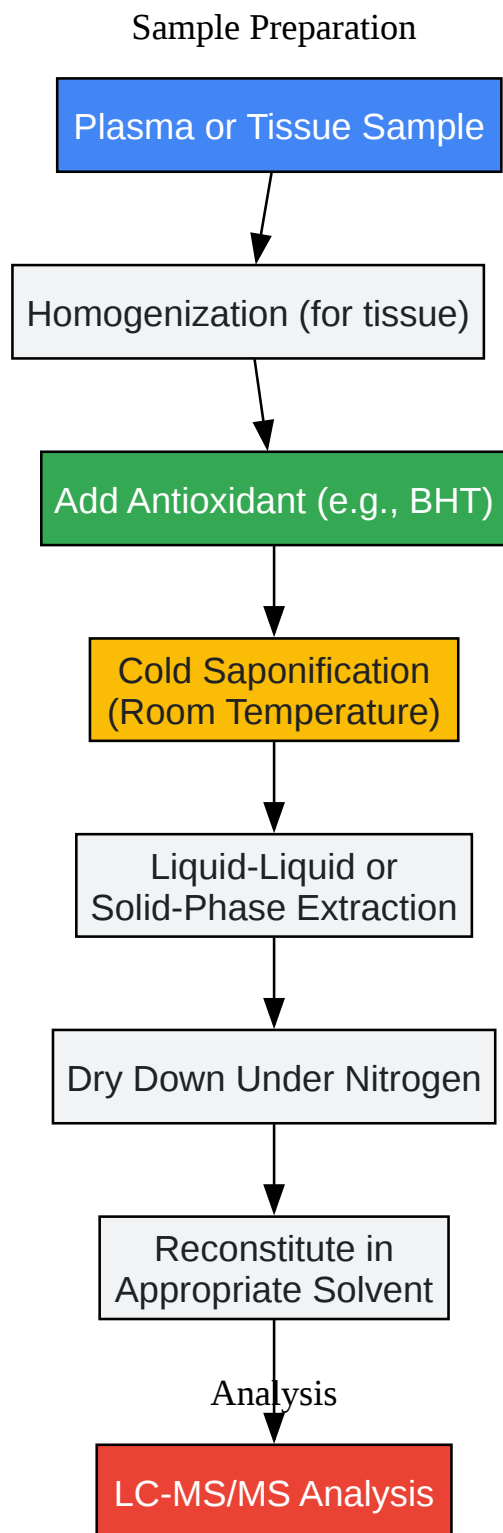 Sample Preparation
Plasma or Tissue Sample
Homogenization (for tissue)
Add Antioxidant (e.g., BHT)
Cold Saponification
(Room Temperature)
Liquid-Liquid or
Solid-Phase Extraction
Dry Down Under Nitrogen
Reconstitute in
Appropriate Solvent
Analysis
LC-MS/MS Analysis